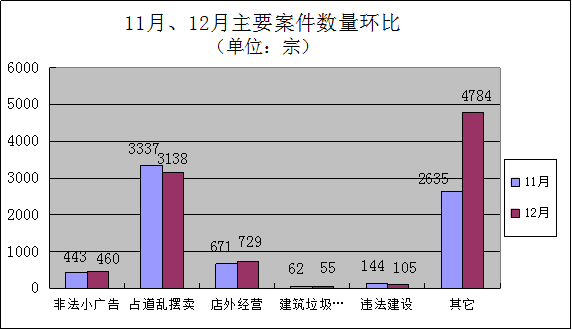 11月、12月主要案件数量环比
（单位：宗）
6000
5000
4000
3000
2000
1000
0
443 460
3337 3138
671 729
62 55
144 105
2635 4784
非法小广告 占道乱摆卖 店外经营 建筑垃圾… 违法建设 其它
11月
12月